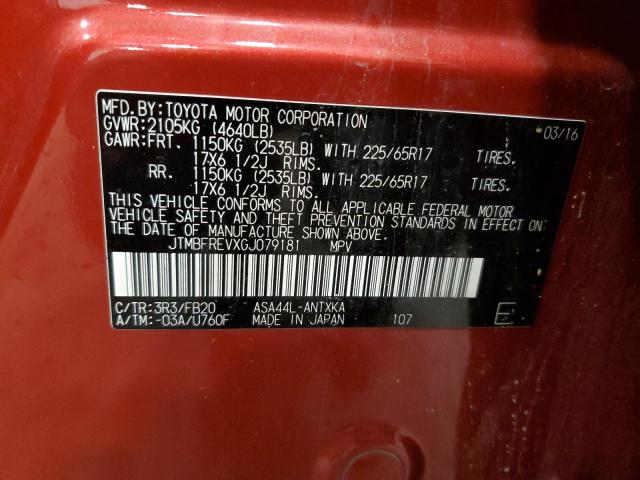 MFD. BY: TOYOTA MOTOR CORPORATION 03/16
GVWR: 2105KG (4640LB)
GAWR: FRT. 1150KG (2535LB) WITH 225/65R17 TIRES.
17X6 1/2J RIMS.
RR. 1150KG (2535LB) WITH 225/65R17 TIRES.
17X6 1/2J RIMS.
THIS VEHICLE CONFORMS TO ALL APPLICABLE FEDERAL MOTOR
VEHICLE SAFETY AND THEFT PREVENTION STANDARDS IN EFFECT ON
THE DATE OF MANUFACTURE SHOWN ABOVE.
JTMBFREVXGJ079181 MPV
C/TR: 3R3/FB20 ASA44L-ANTXKA
A/TM: -03A/U760F MADE IN JAPAN 107 E